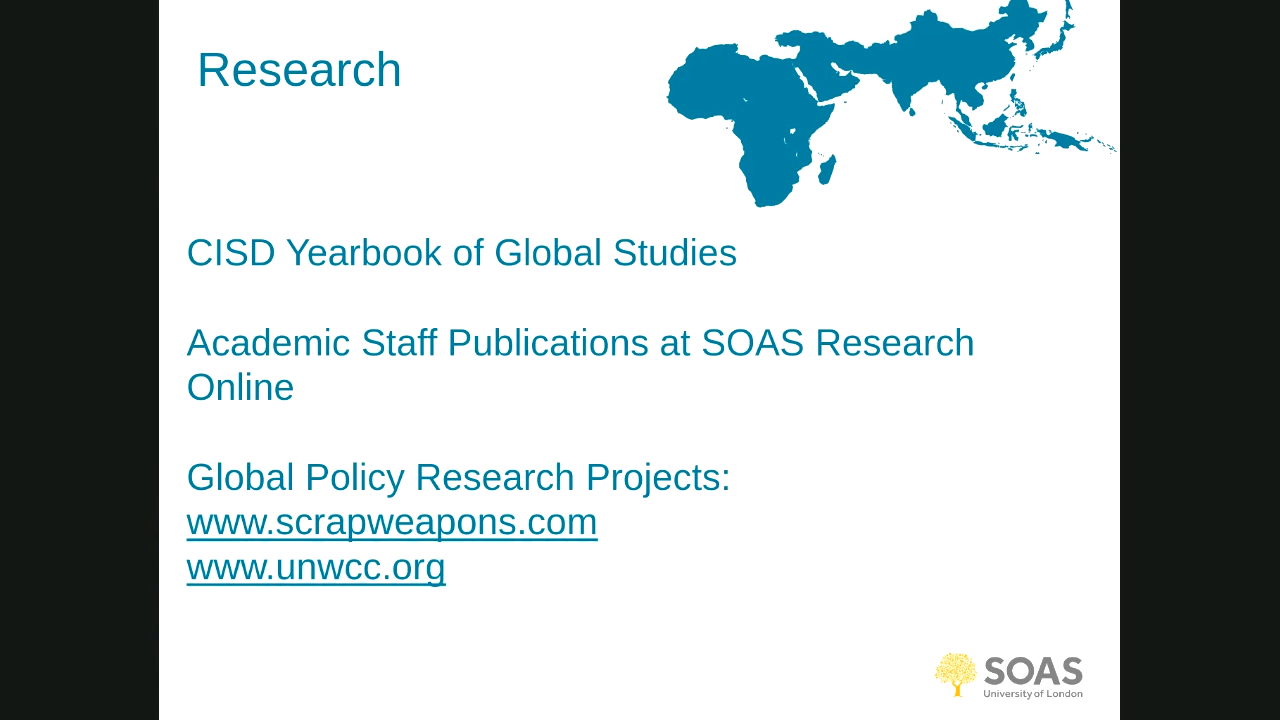 Research
CISD Yearbook of Global Studies
Academic Staff Publications at SOAS Research
Online
Global Policy Research Projects:
www.scrapweapons.com
www.unwcc.org
SOAS
University of London